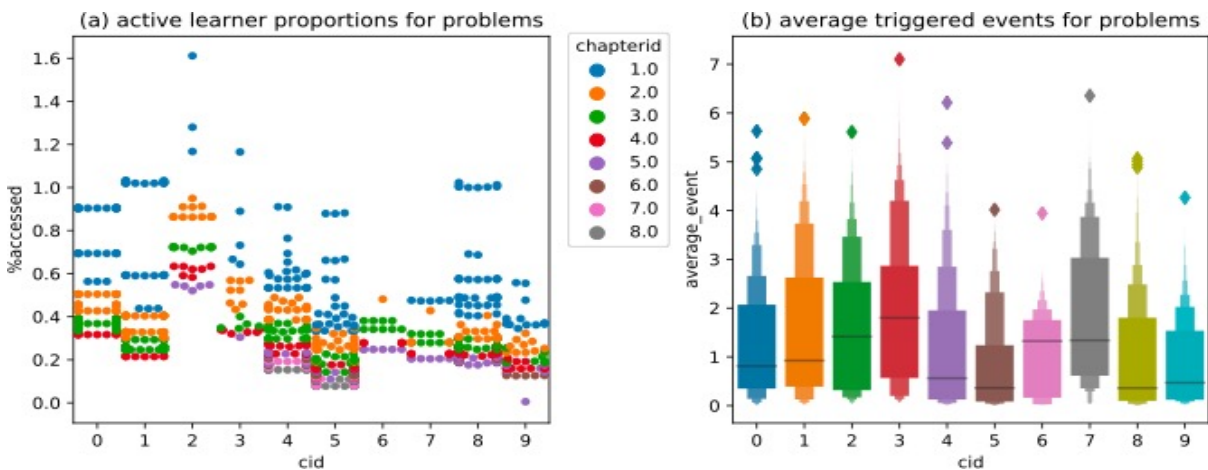 (a) active learner proportions for problems
1.6
1.4
1.2
1.0
0.8
0.6
0.4
0.2
0.0
%accessed
0 1 2 3 4 5 6 7 8 9
cid
chapterid
1.0
2.0
3.0
4.0
5.0
6.0
7.0
8.0
(b) average triggered events for problems
7
6
5
4
3
2
1
0
average_event
0 1 2 3 4 5 6 7 8 9
cid